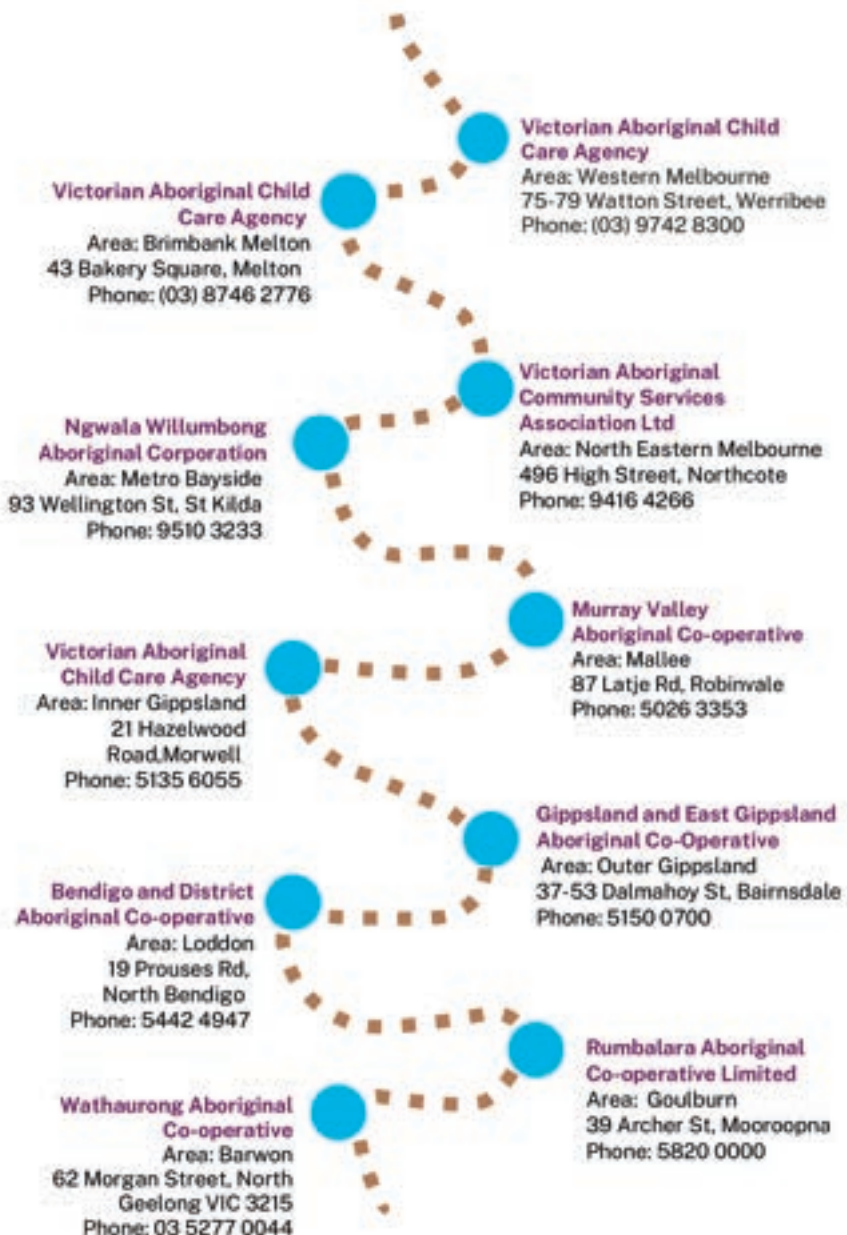 Victorian Aboriginal Child
Care Agency
Area: Western Melbourne
75-79 Watton Street, Werribee
Phone: (03) 9742 8300
Victorian Aboriginal Child
Care Agency
Area: Brimbank Melton
43 Bakery Square, Melton
Phone: (03) 8746 2776
Victorian Aboriginal
Community Services
Association Ltd
Area: North Eastern Melbourne
496 High Street, Northcote
Phone: 9416 4266
Ngwala Willumbong
Aboriginal Corporation
Area: Metro Bayside
93 Wellington St, St Kilda
Phone: 9510 3233
Murray Valley
Aboriginal Co-operative
Area: Mallee
87 Latje Rd, Robinvale
Phone: 5026 3353
Victorian Aboriginal
Child Care Agency
Area: Inner Gippsland
21 Hazelwood
Road,Morwell
Phone: 5135 6055
Gippsland and East Gippsland
Aboriginal Co-Operative
Area: Outer Gippsland
37-53 Dalmahoy St, Bairnsdale
Phone: 5150 0700
Bendigo and District
Aboriginal Co-operative
Area: Loddon
19 Prouses Rd,
North Bendigo
Phone: 5442 4947
Rumbalara Aboriginal
Co-operative Limited
Area: Goulburn
39 Archer St, Mooroopna
Phone: 5820 0000
Wathaurong Aboriginal
Co-operative
Area: Barwon
62 Morgan Street, North
Geelong VIC 3215
Phone: 03 5277 0044